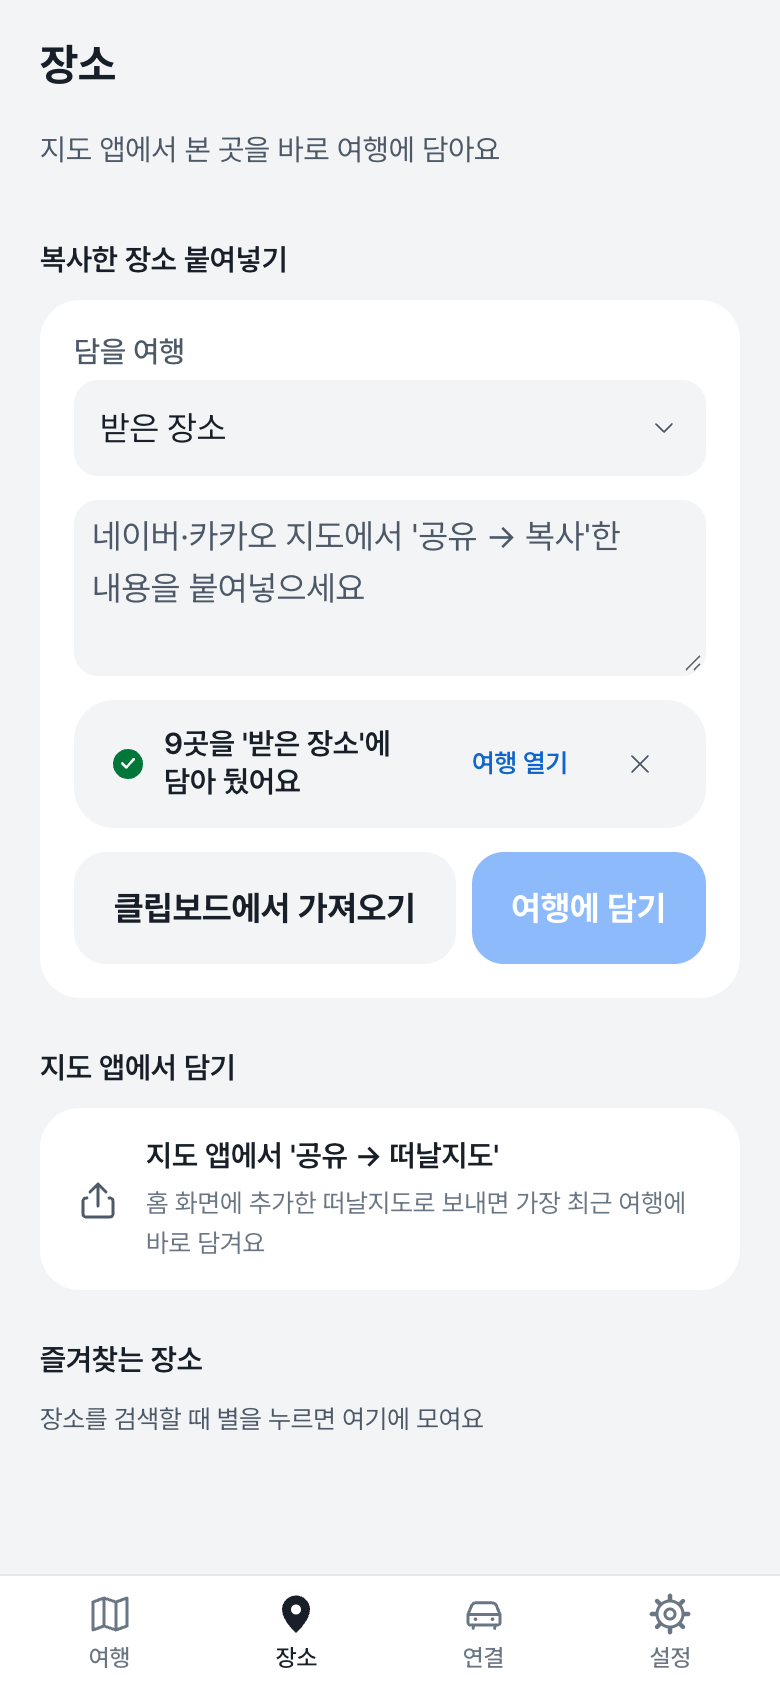 장소
지도 앱에서 본 곳을 바로 여행에 담아요
복사한 장소 붙여넣기
담을 여행
받은 장소
네이버·카카오 지도에서 '공유 → 복사'한
내용을 붙여넣으세요
9곳을 '받은 장소'에
담아 뒀어요
여행 열기
클립보드에서 가져오기
여행에 담기
지도 앱에서 담기
지도 앱에서 '공유 → 떠날지도'
홈 화면에 추가한 떠날지도로 보내면 가장 최근 여행에
바로 담겨요
즐겨찾는 장소
장소를 검색할 때 별을 누르면 여기에 모여요
여행
장소
연결
설정